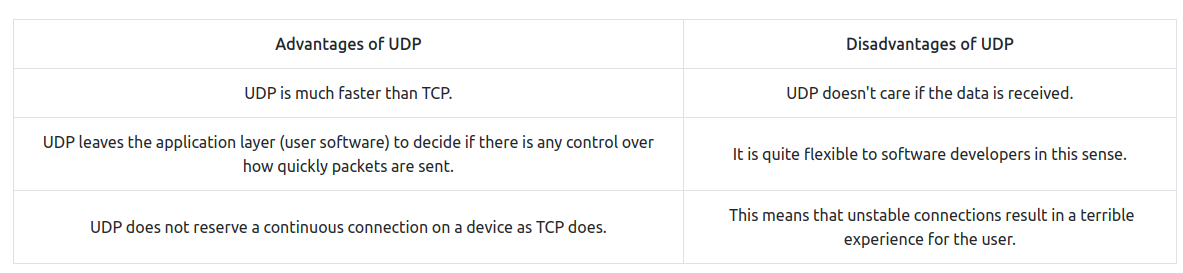 Advantages of UDP
Disadvantages of UDP
UDP is much faster than TCP.
UDP doesn't care if the data is received.
UDP leaves the application layer (user software) to decide if there is any control over
how quickly packets are sent.
It is quite flexible to software developers in this sense.
UDP does not reserve a continuous connection on a device as TCP does.
This means that unstable connections result in a terrible
experience for the user.